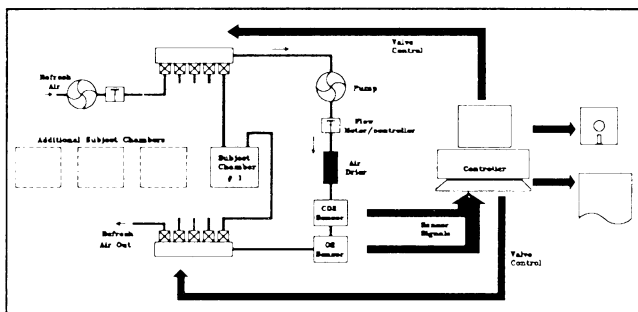 Valve
Control
Refresh
Air
Pump
Flow
Meter/controller
Additional Subject Chambers
Subject
Chamber
# 1
Air
Drier
Controller
CO2
Sensor
O2
Sensor
Sensor
Signals
Refresh
Air Out
Valve
Control